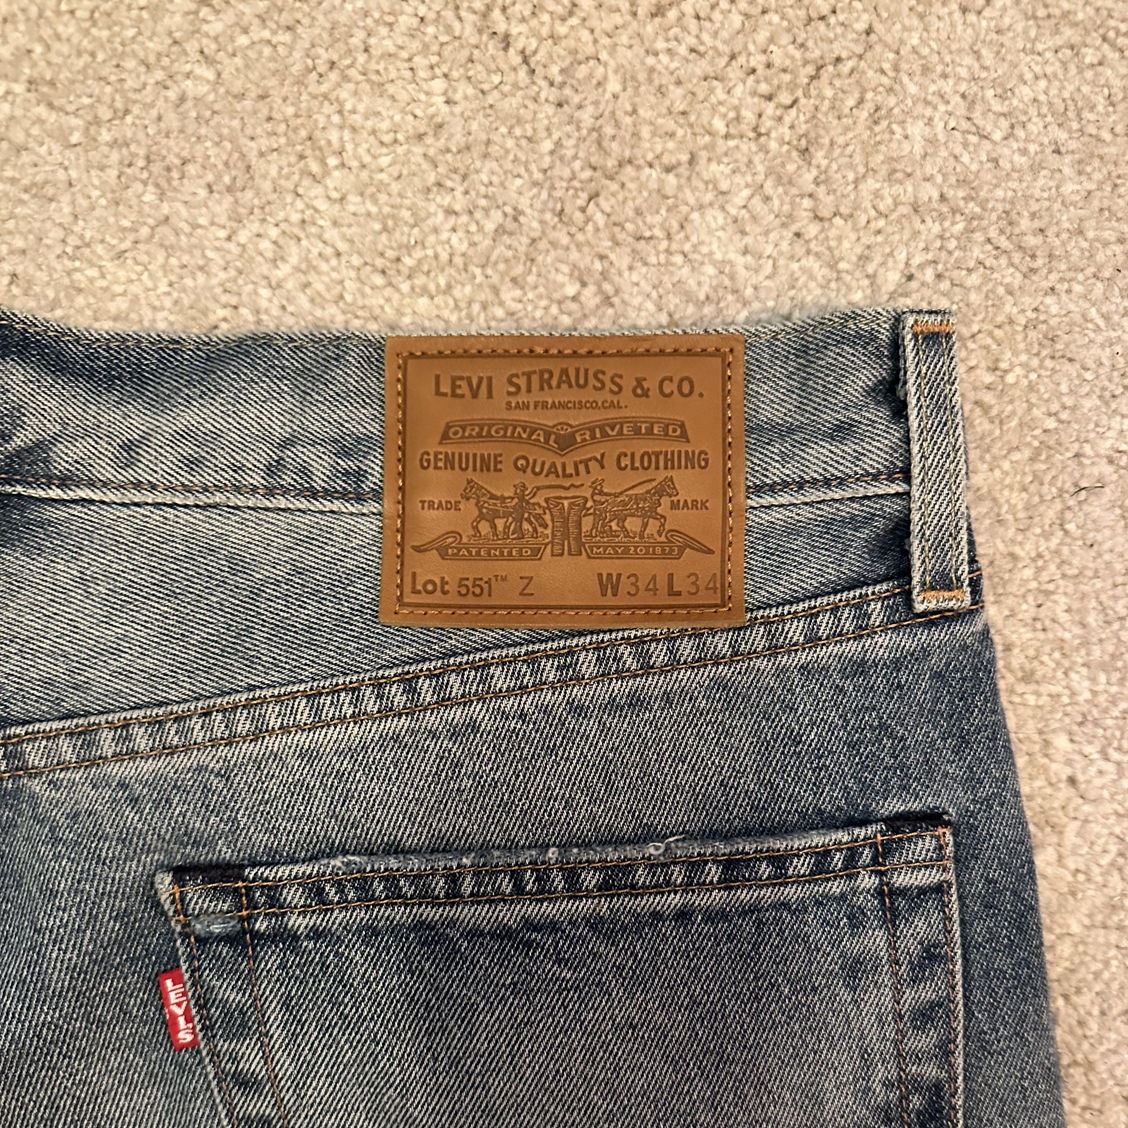 LEVI STRAUSS & CO.
SAN FRANCISCO, CAL.
ORIGINAL RIVETED
GENUINE QUALITY CLOTHING
TRADE MARK
PATENTED MAY 20 1873
Lot 551™ Z W34 L34
LEVI'S